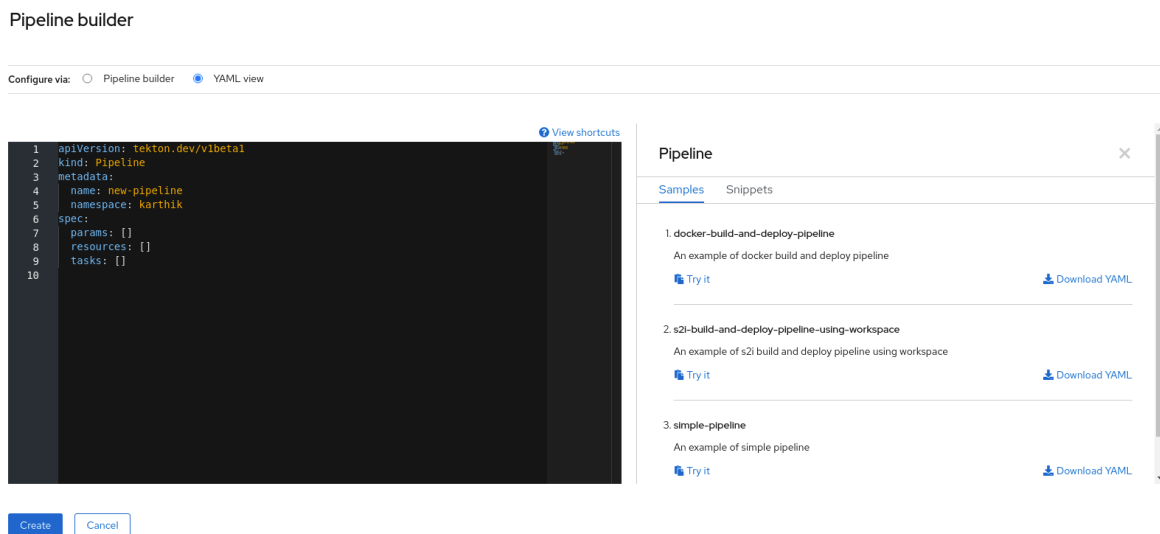 Pipeline builder
Configure via: Pipeline builder YAML view
View shortcuts
1 apiVersion: tekton.dev/v1beta1
2 kind: Pipeline
3 metadata:
4 name: new-pipeline
5 namespace: karthik
6 spec:
7 params: []
8 resources: []
9 tasks: []
10
Pipeline
Samples Snippets
1. docker-build-and-deploy-pipeline
An example of docker build and deploy pipeline
Try it Download YAML
2. s2i-build-and-deploy-pipeline-using-workspace
An example of s2i build and deploy pipeline using workspace
Try it Download YAML
3. simple-pipeline
An example of simple pipeline
Try it Download YAML
Create Cancel